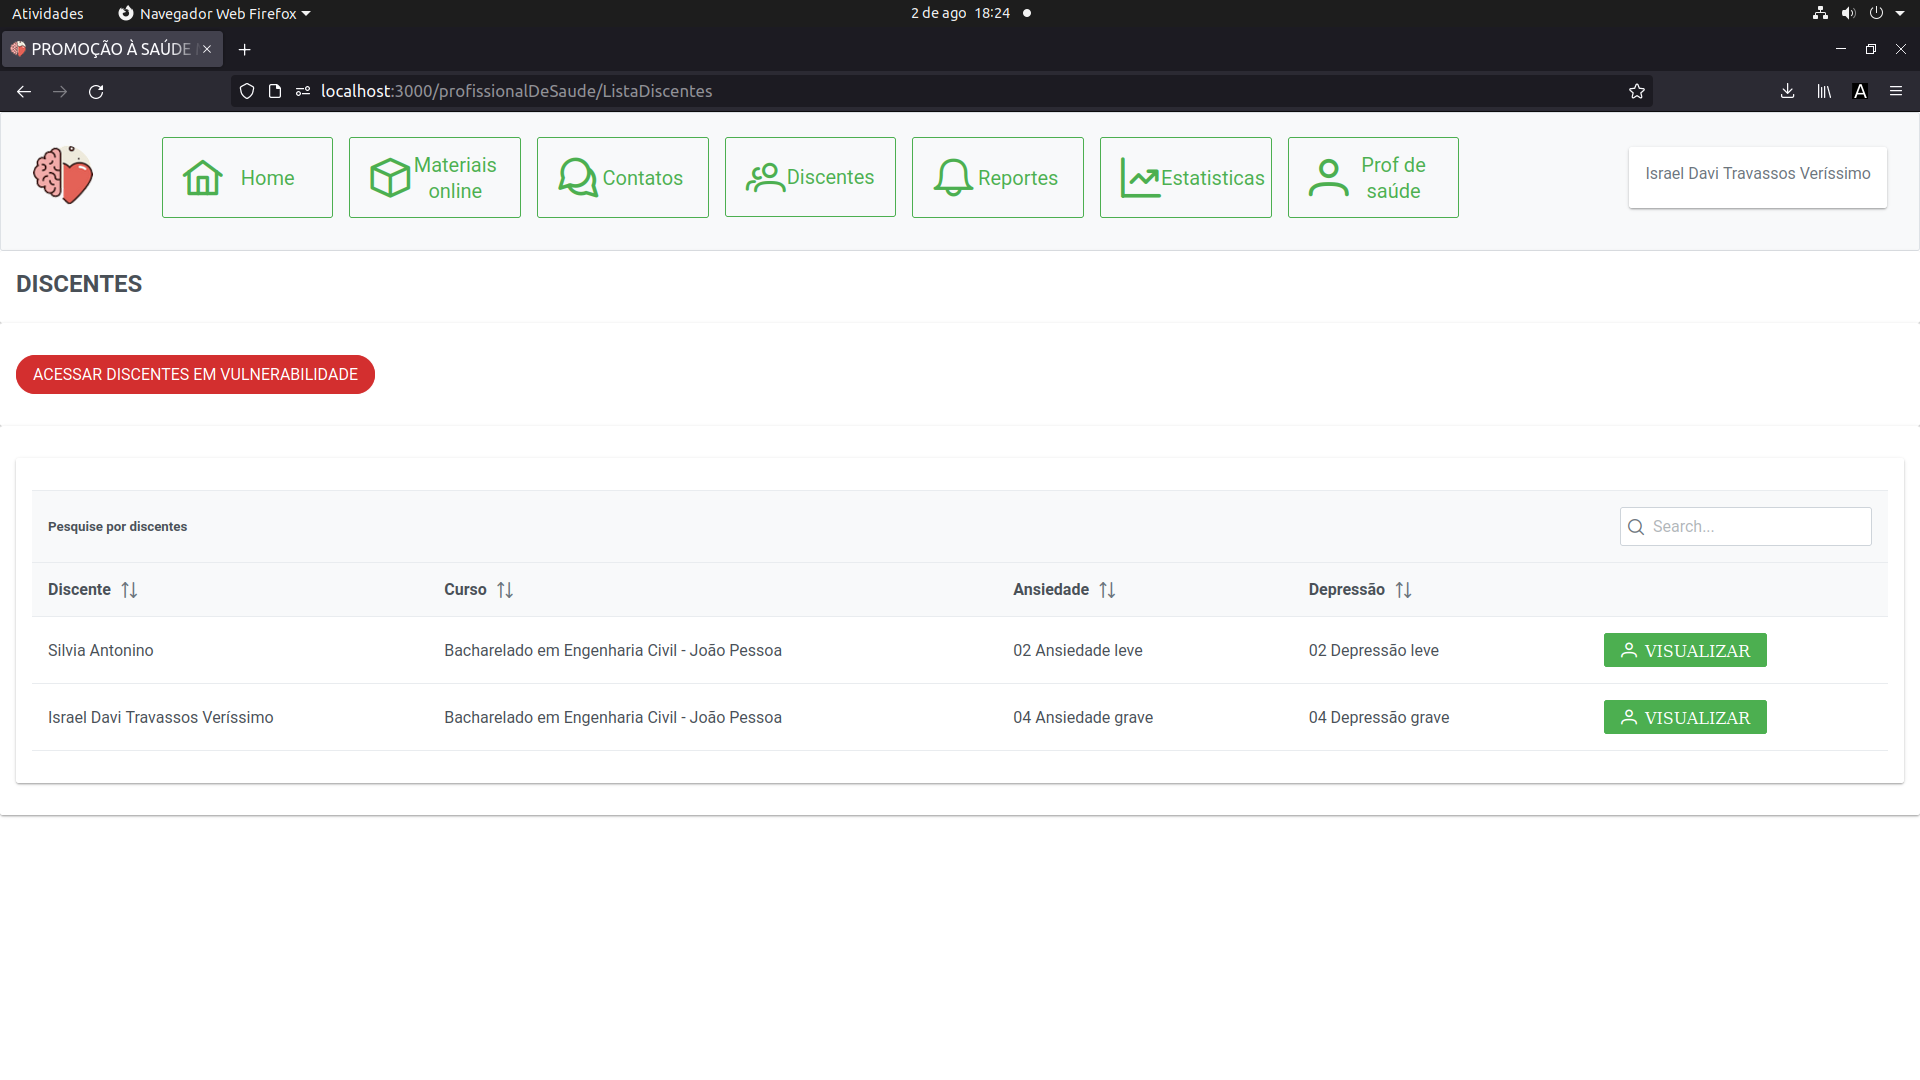 Atividades
Navegador Web Firefox
2 de ago 18:24
PROMOÇÃO À SAÚDE
localhost:3000/profissionalDeSaude/ListaDiscentes
Home
Materiais
online
Contatos
Discentes
Reportes
Estatisticas
Prof de
saúde
Israel Davi Travassos Veríssimo
DISCENTES
ACESSAR DISCENTES EM VULNERABILIDADE
Pesquise por discentes
Search...
Discente Curso Ansiedade Depressão
Silvia Antonino Bacharelado em Engenharia Civil - João Pessoa 02 Ansiedade leve 02 Depressão leve VISUALIZAR
Israel Davi Travassos Veríssimo Bacharelado em Engenharia Civil - João Pessoa 04 Ansiedade grave 04 Depressão grave VISUALIZAR